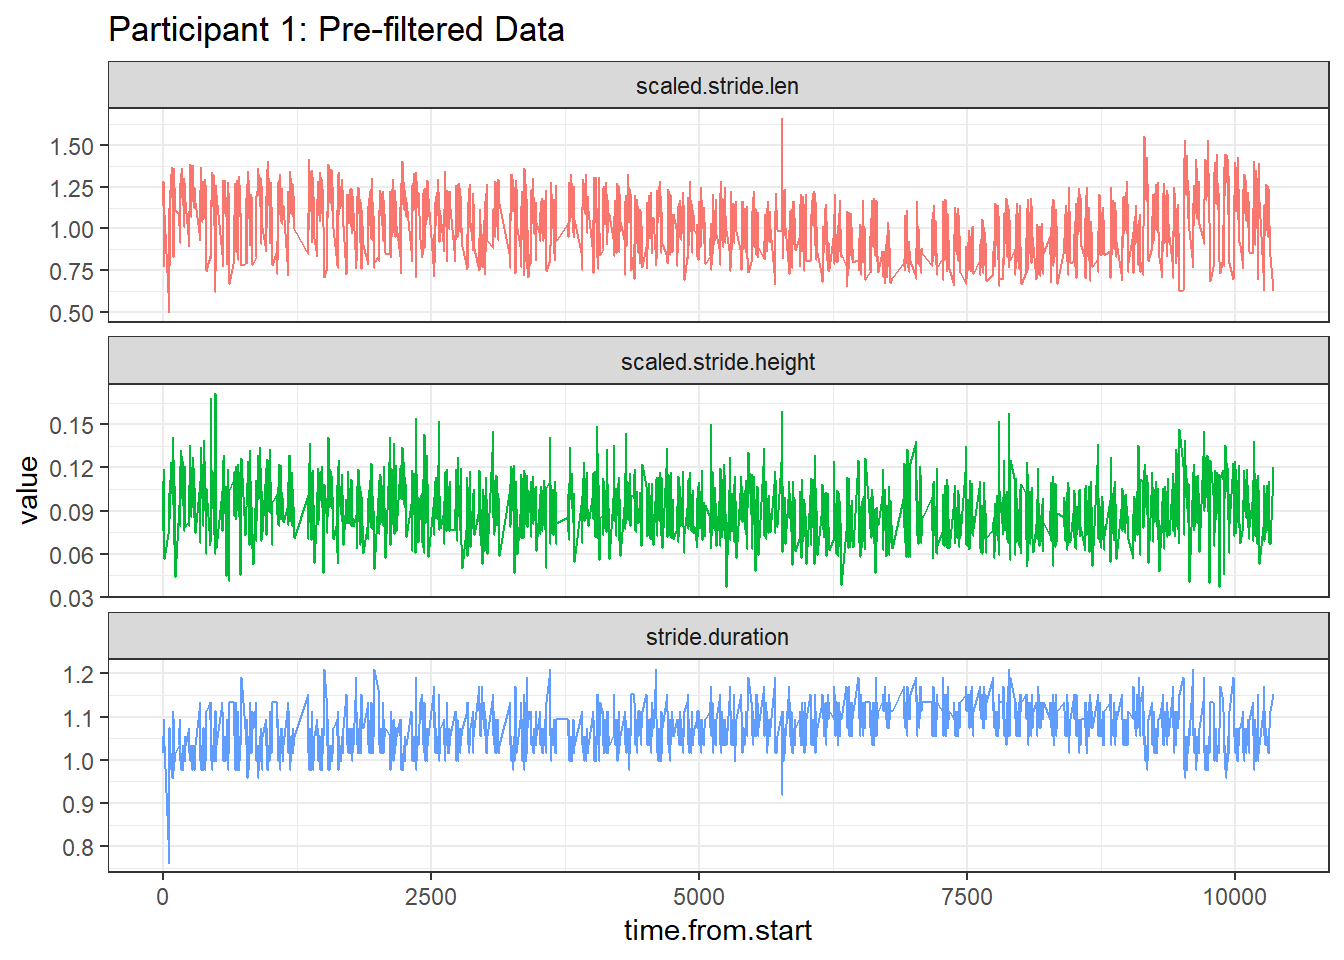 Participant 1: Pre-filtered Data
scaled.stride.len
1.50
1.25
1.00
0.75
0.50
scaled.stride.height
0.15
0.12
0.09
0.06
0.03
value
stride.duration
1.2
1.1
1.0
0.9
0.8
0 2500 5000 7500 10000
time.from.start